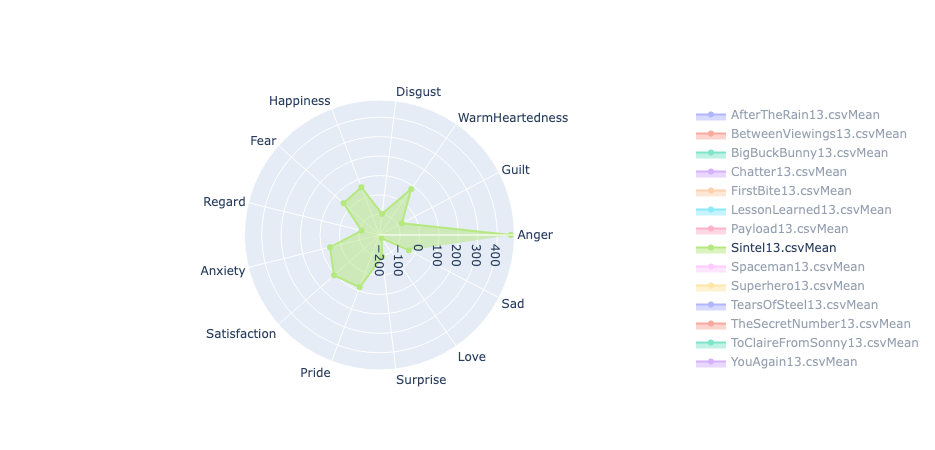 Disgust
Happiness
WarmHeartedness
Fear
Guilt
Regard
Anger
Anxiety
Sad
Satisfaction
Love
Pride
Surprise
−200
−100
0
100
200
300
400
AfterTheRain13.csvMean
BetweenViewings13.csvMean
BigBuckBunny13.csvMean
Chatter13.csvMean
FirstBite13.csvMean
LessonLearned13.csvMean
Payload13.csvMean
Sintel13.csvMean
Spaceman13.csvMean
Superhero13.csvMean
TearsOfSteel13.csvMean
TheSecretNumber13.csvMean
ToClaireFromSonny13.csvMean
YouAgain13.csvMean